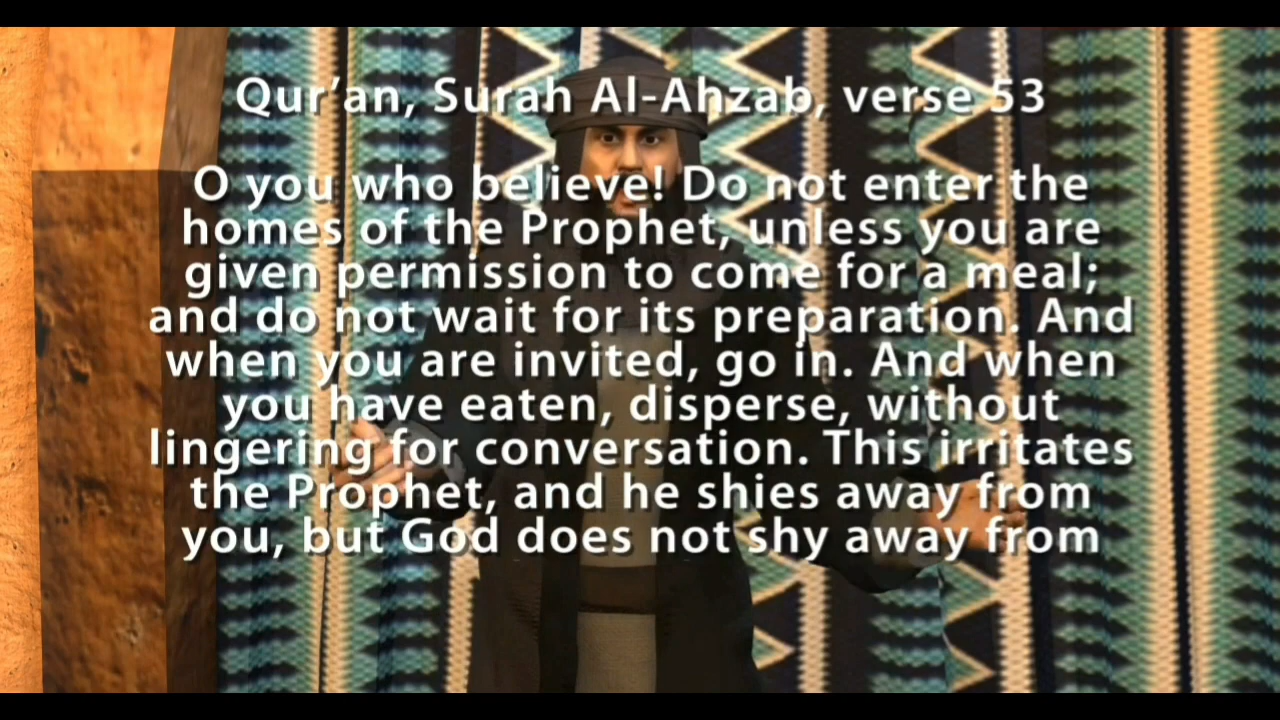 Qur’an, Surah Al-Ahzab, verse 53
O you who believe! Do not enter the
homes of the Prophet, unless you are
given permission to come for a meal;
and do not wait for its preparation. And
when you are invited, go in. And when
you have eaten, disperse, without
lingering for conversation. This irritates
the Prophet, and he shies away from
you, but God does not shy away from